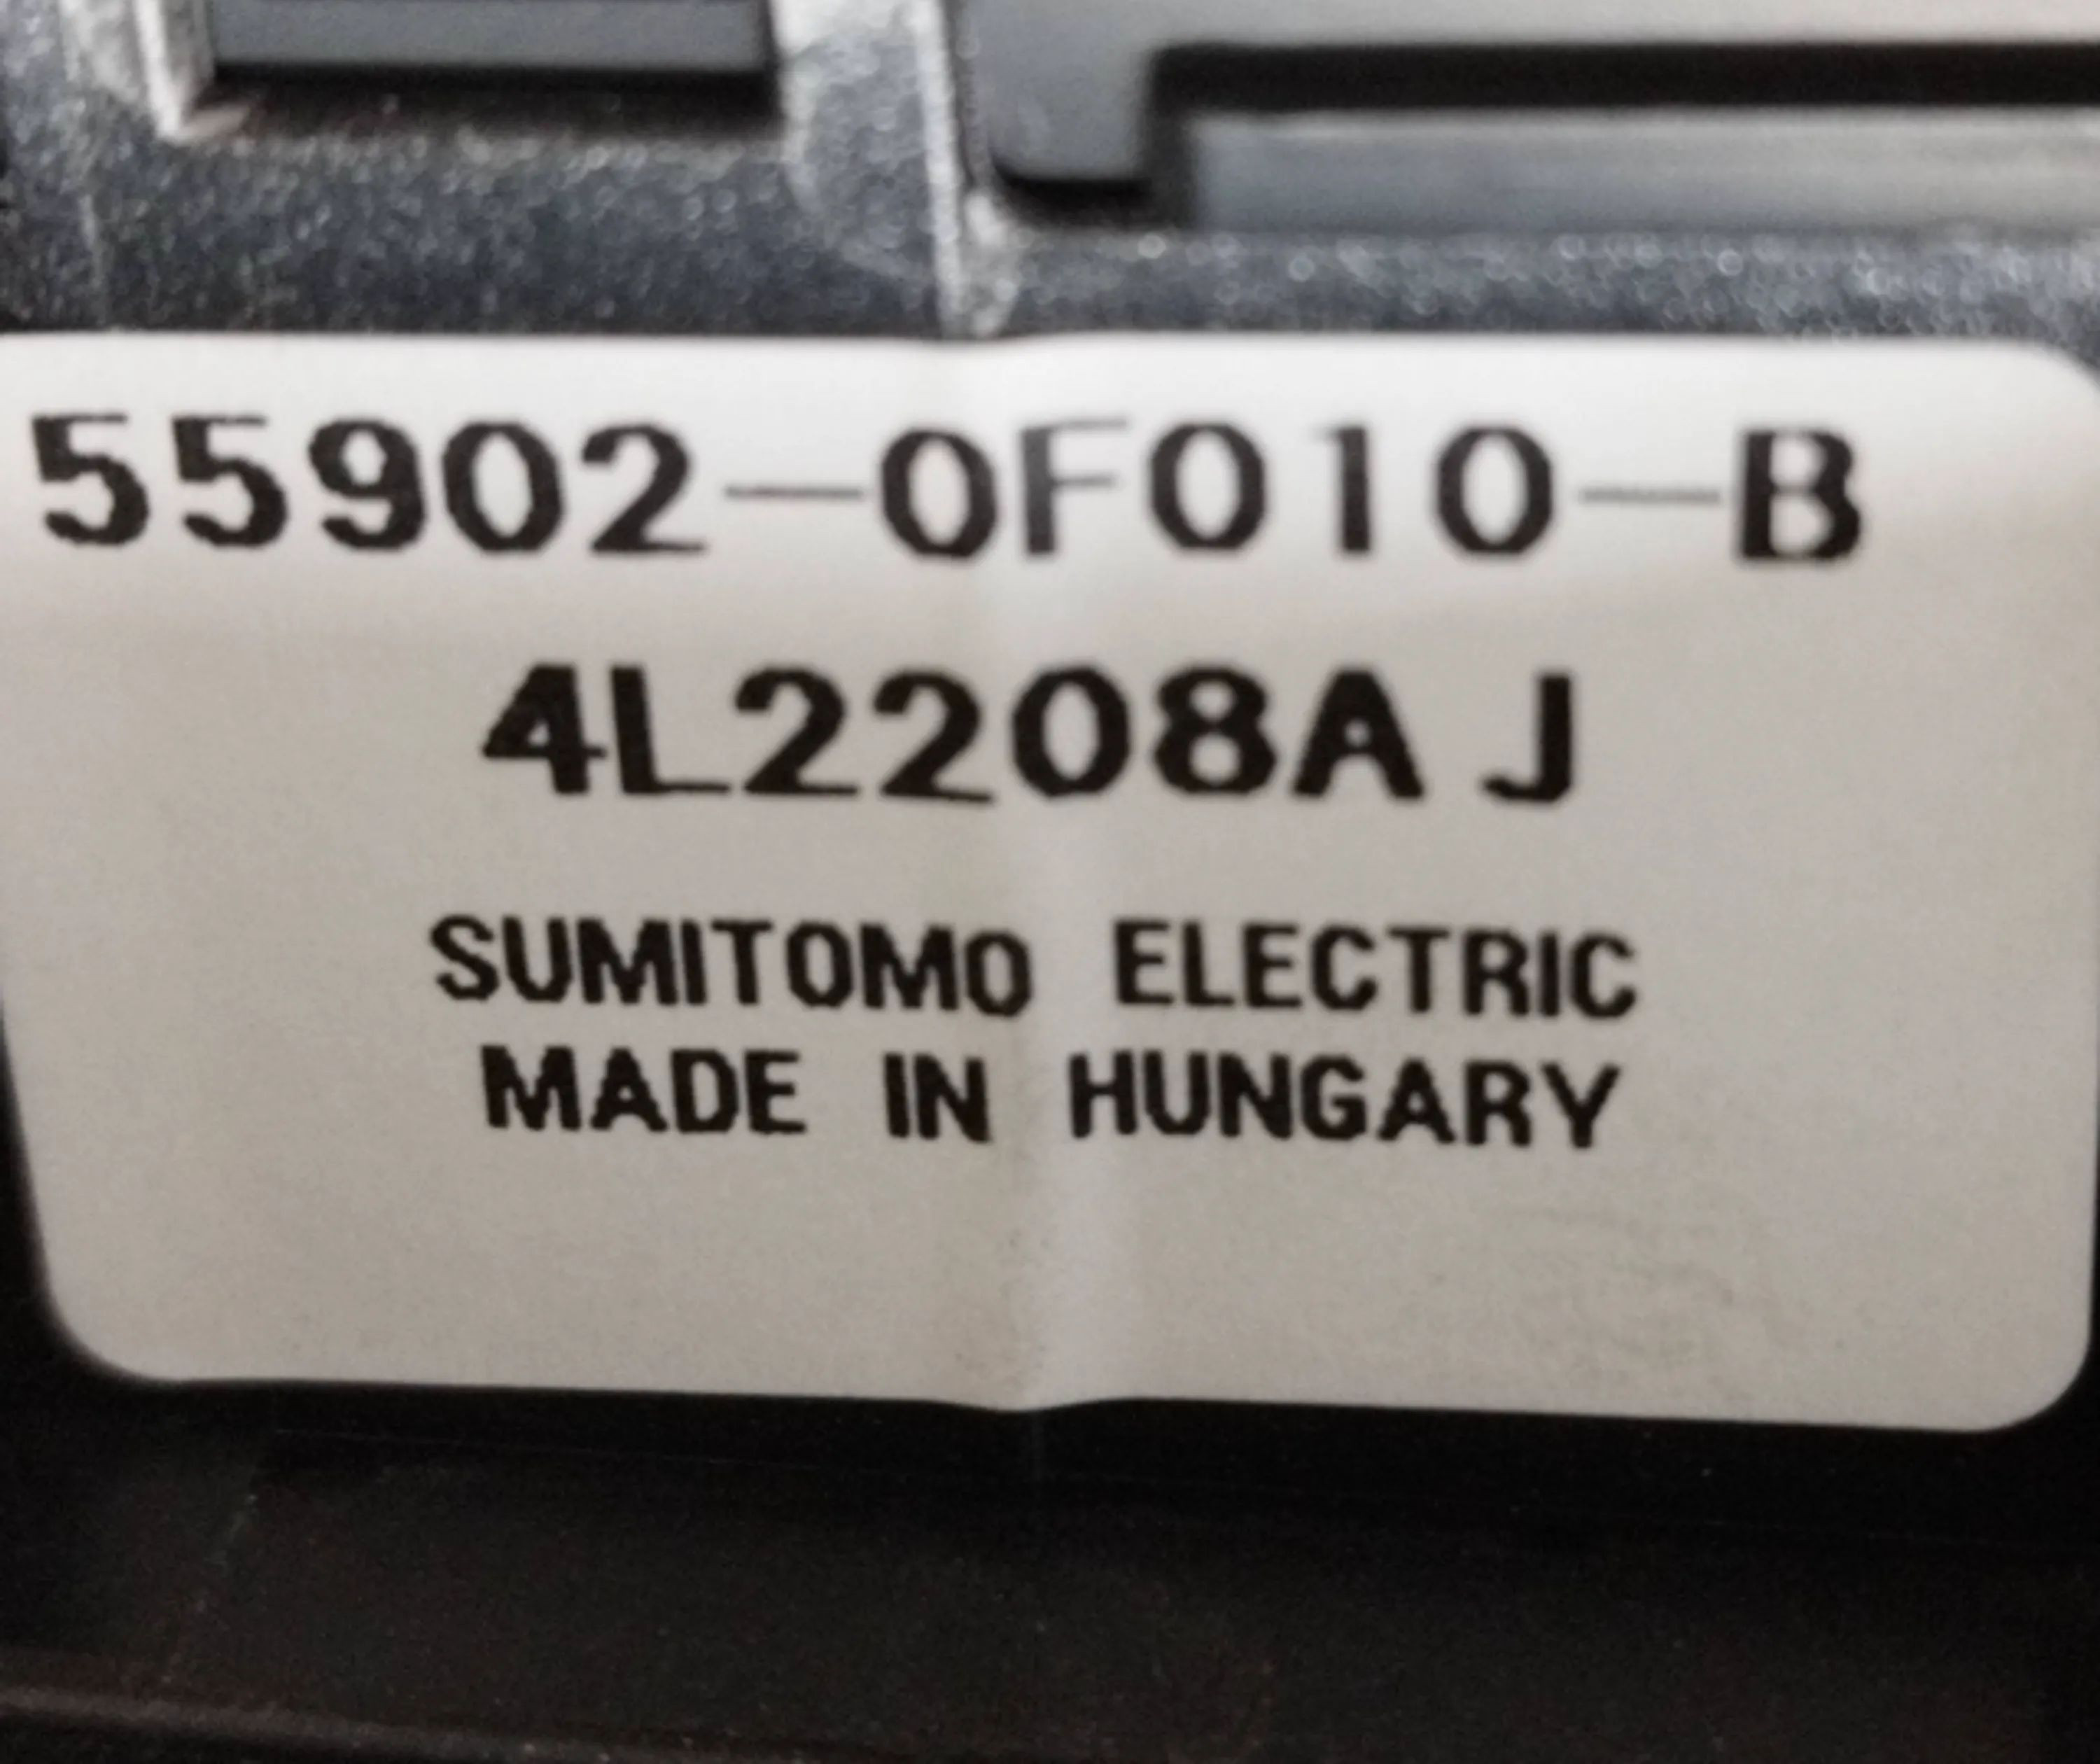 55902-0F010-B
4L2208A J
SUMITOMO ELECTRIC
MADE IN HUNGARY